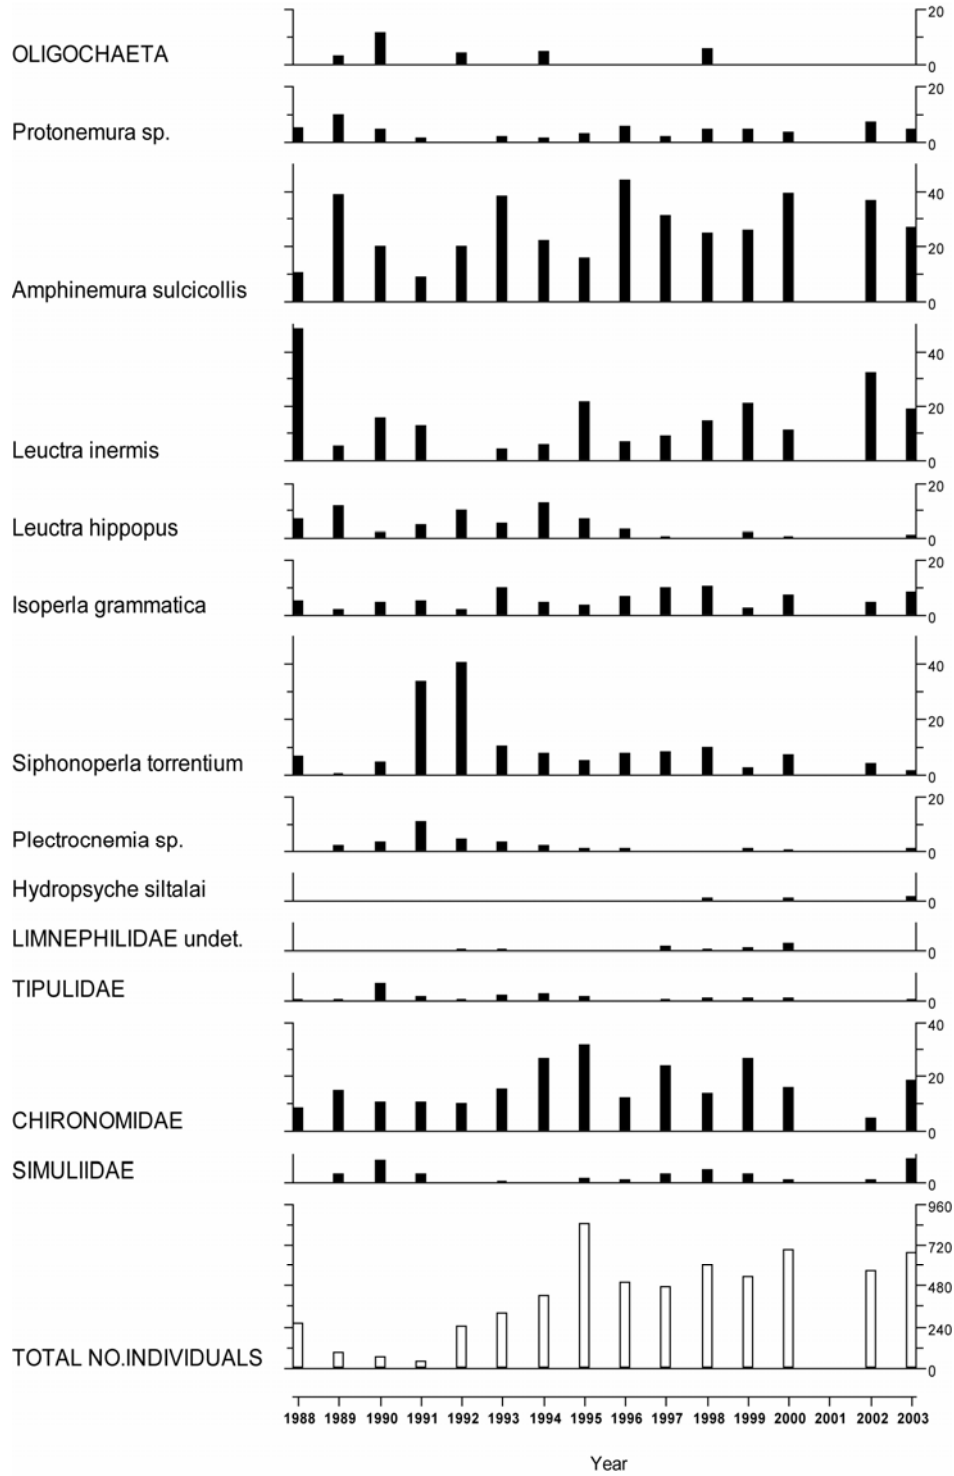 20
OLIGOCHAETA
0
20
Protonemura sp.
0
40
20
Amphinemura sulcicollis
0
40
20
Leuctra inermis
0
20
Leuctra hippopus
0
20
Isoperla grammatica
0
40
20
Siphonoperla torrentium
0
20
Plectrocnemia sp.
0
Hydropsyche siltalai
0
LIMNEPHILIDAE undet.
0
TIPULIDAE
0
40
20
CHIRONOMIDAE
0
SIMULIIDAE
0
960
720
480
240
TOTAL NO.INDIVIDUALS
0
1988 1989 1990 1991 1992 1993 1994 1995 1996 1997 1998 1999 2000 2001 2002 2003
Year